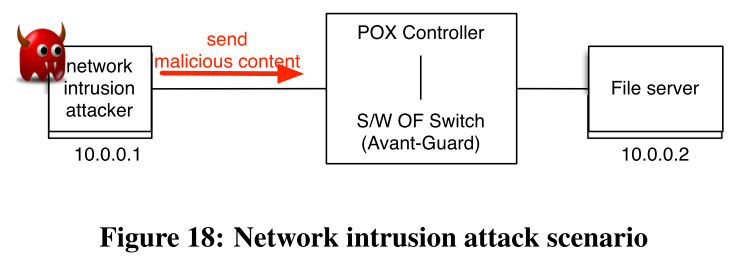 send
malicious content
network
intrusion
attacker
10.0.0.1
POX Controller
S/W OF Switch
(Avant-Guard)
File server
10.0.0.2
Figure 18: Network intrusion attack scenario